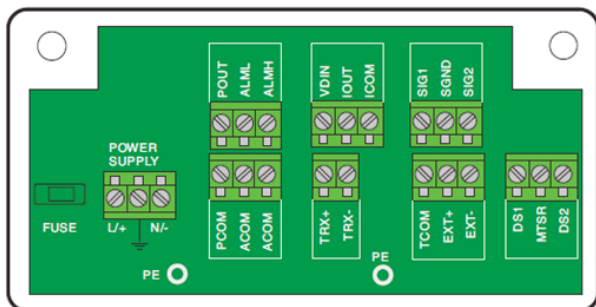 POUT ALML ALMH
VDIN IOUT ICOM
SIG1 SGND SIG2
POWER
SUPPLY
FUSE
L/+ N/-
PCOM ACOM ACOM
TRX+ TRX-
TCOM EXT+ EXT-
DS1 MTSR DS2
PE
PE